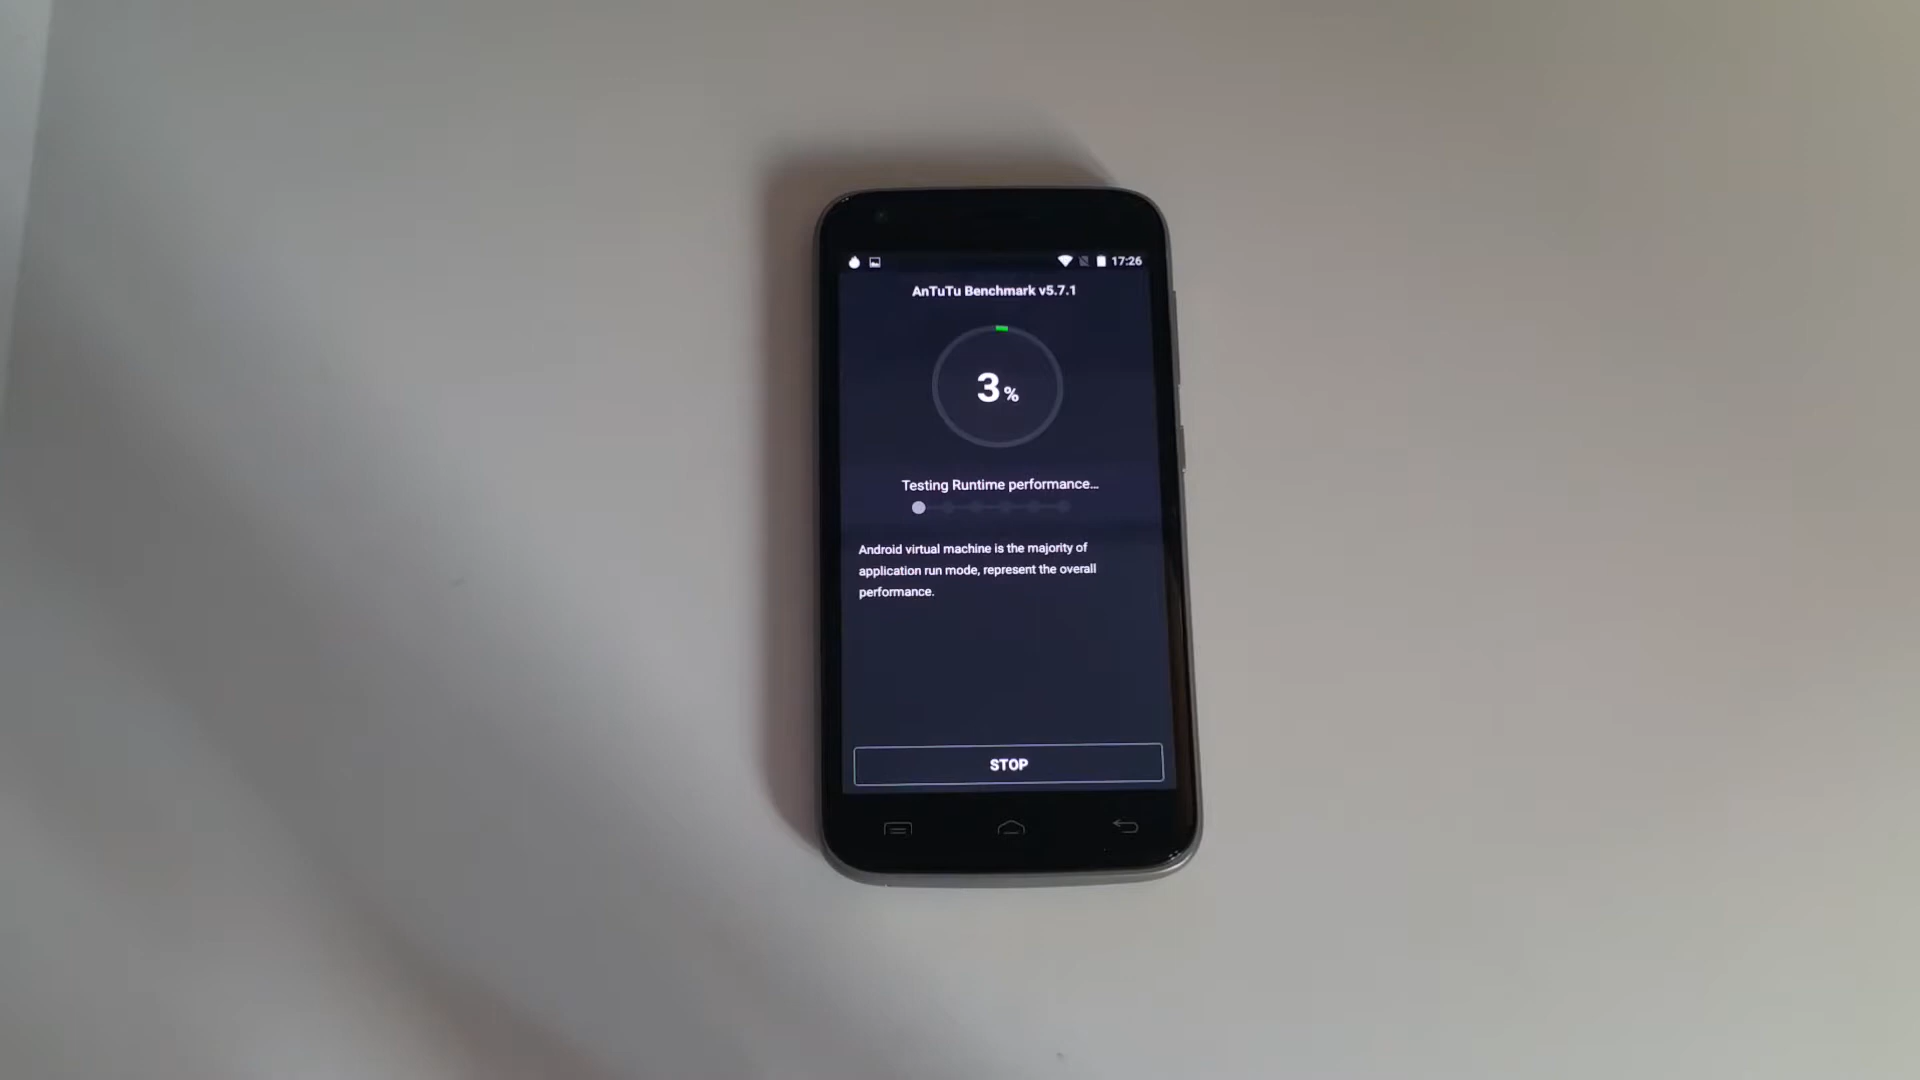 17:26
AnTuTu Benchmark v5.7.1
3%
Testing Runtime performance...
Android virtual machine is the majority of
application run mode, represent the overall
performance.
STOP